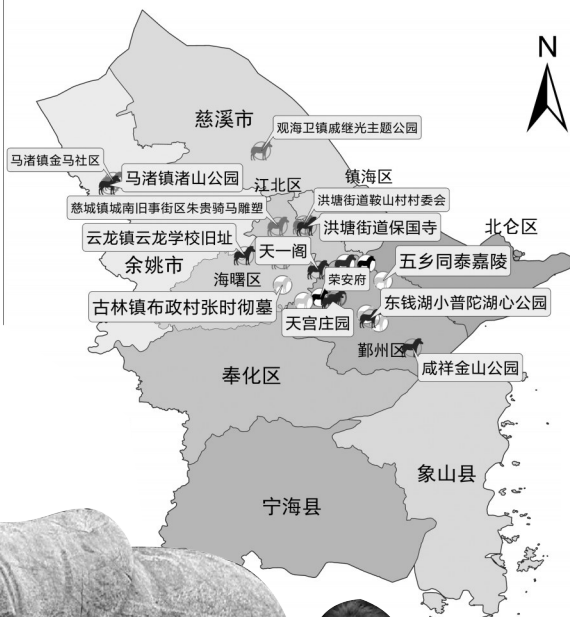 N
慈溪市
观海卫镇戚继光主题公园
马渚镇金马社区
马渚镇渚山公园
镇海区
江北区
洪塘街道鞍山村村委会
慈城镇城南旧事街区朱贵骑马雕塑
洪塘街道保国寺
北仑区
云龙镇云龙学校旧址
天一阁
余姚市
五乡同泰嘉陵
海曙区
荣安府
古林镇布政村张时彻墓
东钱湖小普陀湖心公园
天宫庄园
鄞州区
咸祥金山公园
奉化区
象山县
宁海县